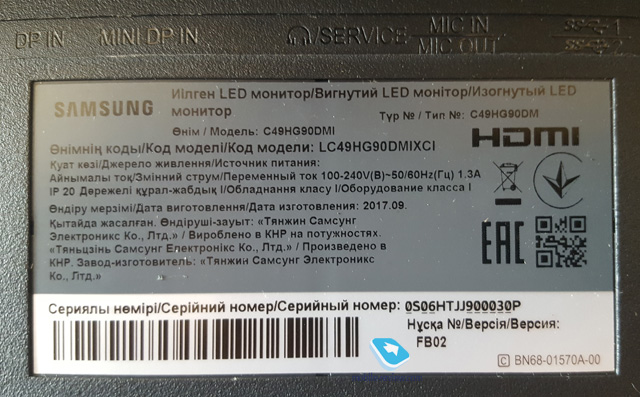 DP IN
MINI DP IN
/SERVICE
MIC IN
MIC OUT
1
2
SAMSUNG
Иілген LED монитор/Вигнутий LED монітор/Изогнутый LED
монитор
Түр № / Тип №: C49HG90DM
Өнім / Модель: C49HG90DMI
HDMI
Өнімнің коды/Код моделі/Код модели: LC49HG90DMIXCI
Қуат көзі/Джерело живлення/Источник питания:
Айнымалы ток/Змінний струм/Переменный ток 100-240В(В)~50/60Hz(Гц) 1.3A
IP 20 Дәрежелі құрал-жабдық I/Обладнання класу I/Оборудование класса I
Өндіру мерзімі/Дата виготовлення/Дата изготовления: 2017.09.
Қытайда жасалған. Өндіруші-зауыт: «Тянжин Самсунг
Электроникс Ко., Лтд.» / Вироблено в КНР на потужностях.
«Тяньцзінь Самсунг Електронікс Ко., Лтд.» / Произведено в
КНР. Завод-изготовитель: «Тянжин Самсунг Электроникс
Ко., Лтд.»
EAC
Сериялы нөмірі/Серійний номер/Серийный номер: 0S06HTJJ900030P
Нұсқа №/Версія/Версия:
FB02
C BN68-01570A-00